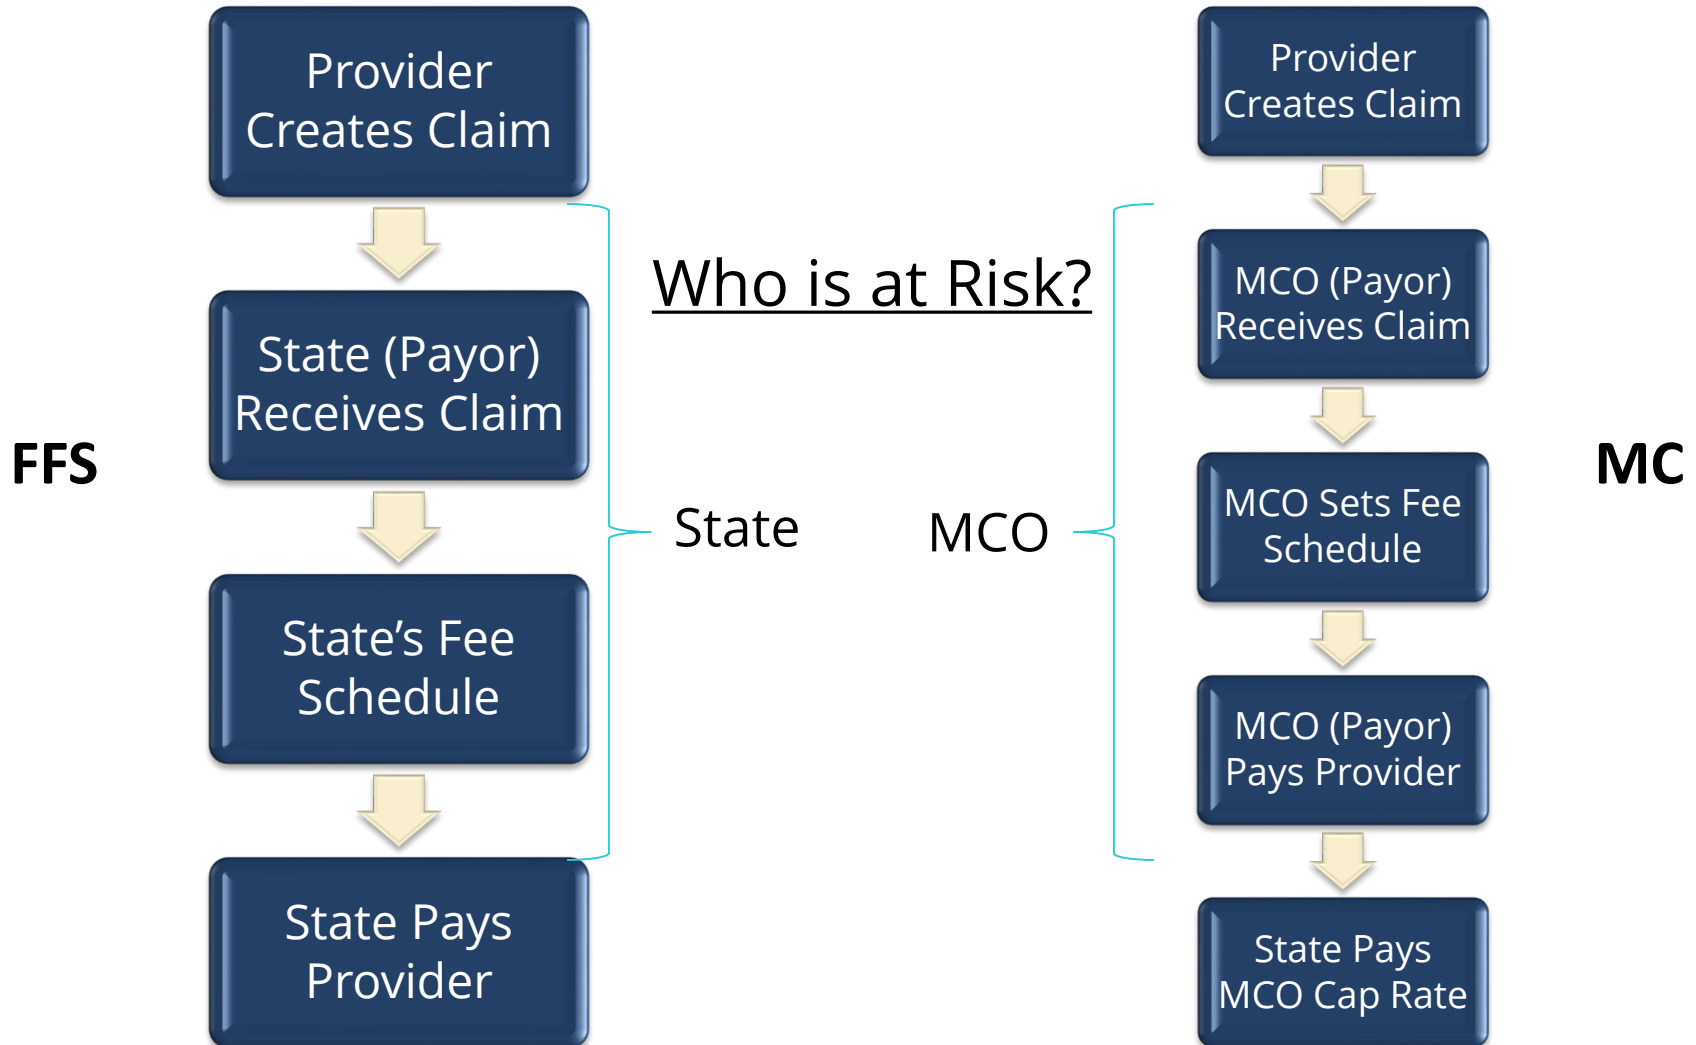 FFS
Provider
Creates Claim
State (Payor)
Receives Claim
State’s Fee
Schedule
State Pays
Provider
Who is at Risk?
State
MCO
Provider
Creates Claim
MCO (Payor)
Receives Claim
MCO Sets Fee
Schedule
MCO (Payor)
Pays Provider
State Pays
MCO Cap Rate
MC